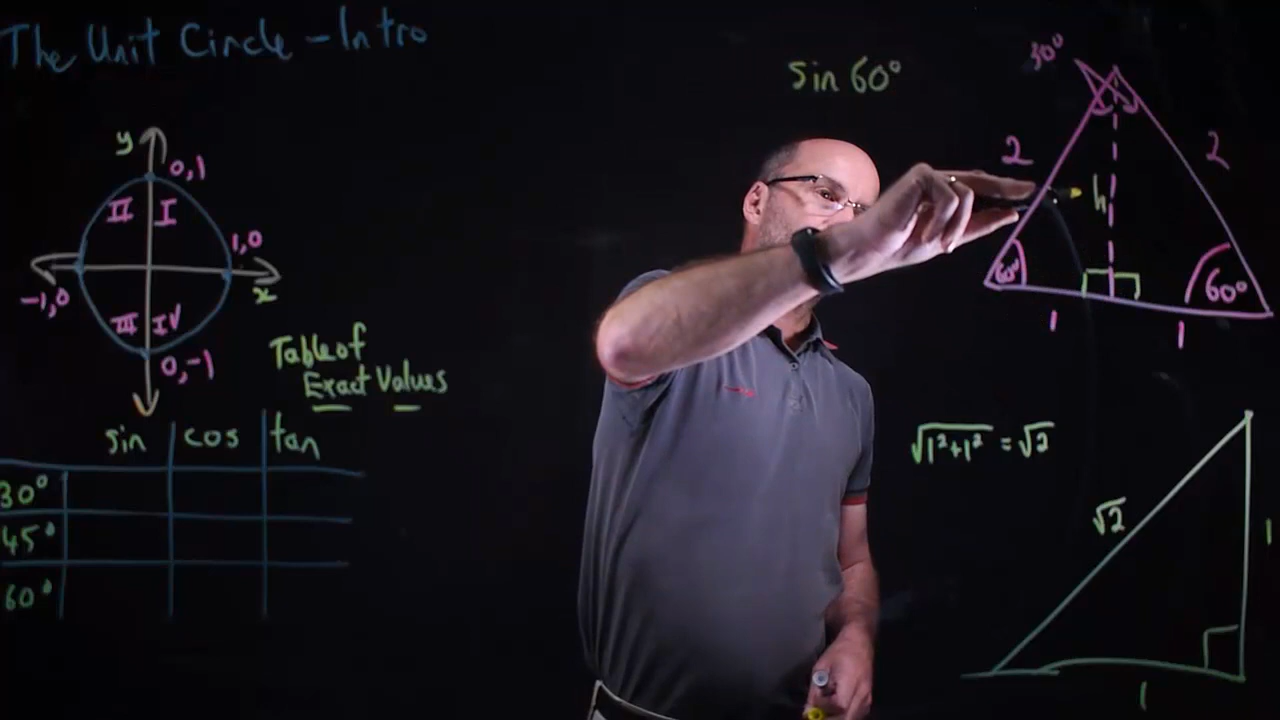 The Unit Circle - Intro
sin 60°
30°
2
2
h
60°
60°
1
1
y
0,1
II
I
1,0
-1,0
x
III
IV
0,-1
Table of
Exact Values
sin cos tan
30°
45°
60°
√1²+1² = √2
√2
1
1